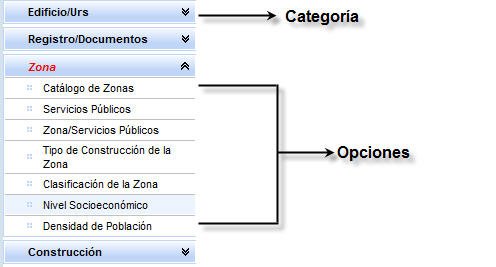 Edificio/Urs
Categoría
Registro/Documentos
Zona
Catálogo de Zonas
Servicios Públicos
Zona/Servicios Públicos
Tipo de Construcción de la
Zona
Opciones
Clasificación de la Zona
Nivel Socioeconómico
Densidad de Población
Construcción